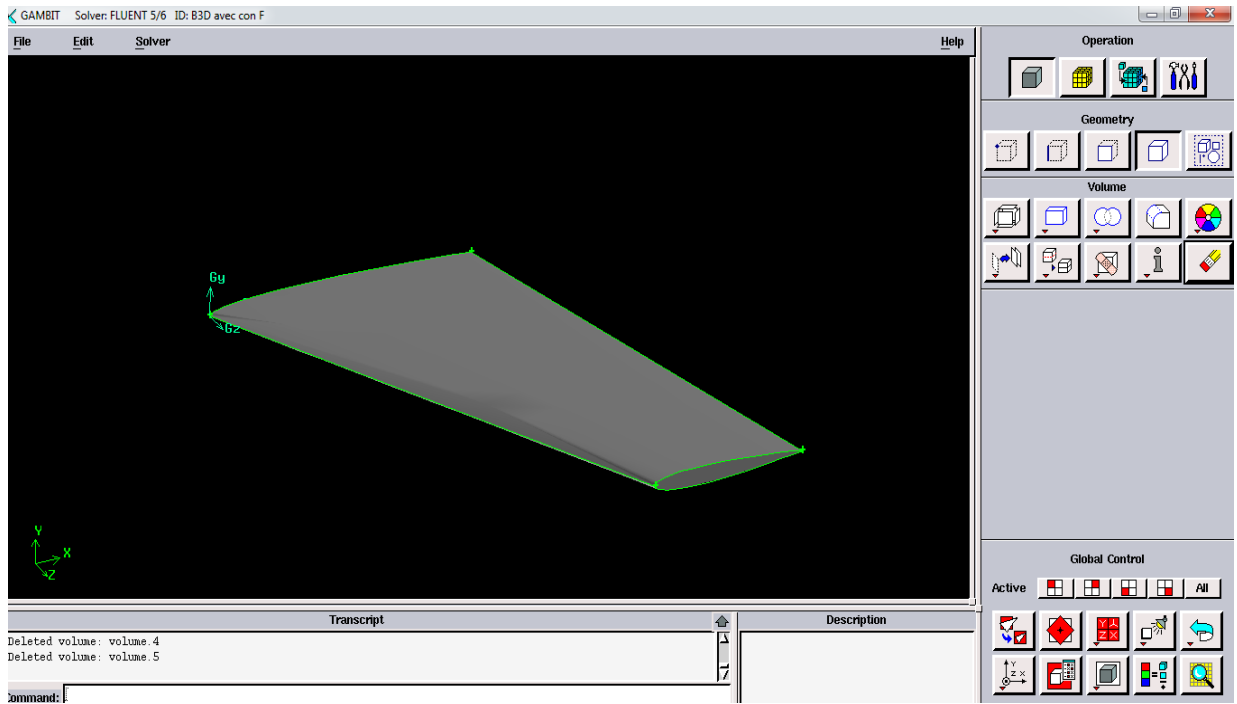 GAMBIT Solver: FLUENT 5/6 ID: B3D avec con F
File Edit Solver Help
Operation
Geometry
Volume
Gy
Gz
Y
X
Z
Global Control
Active All
Transcript Description
Deleted volume: volume.4
Deleted volume: volume.5
Command: